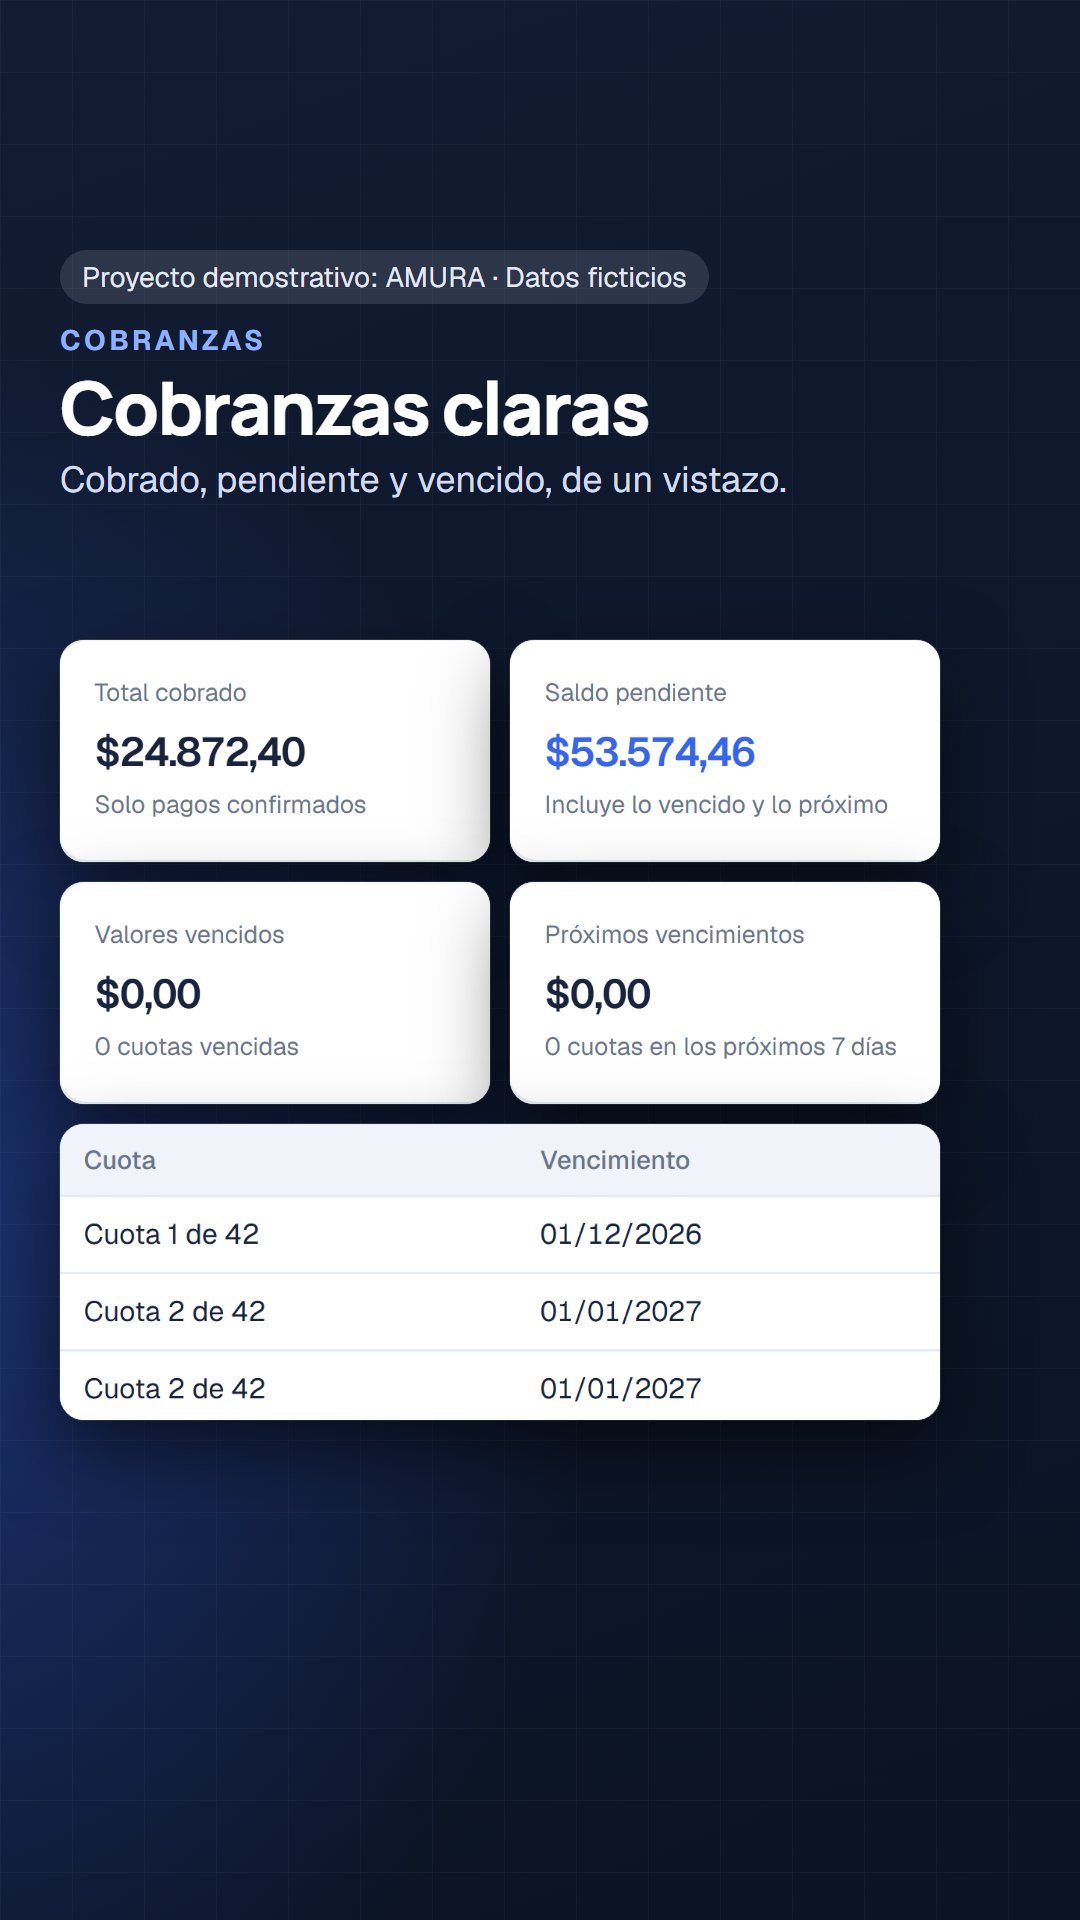 Proyecto demostrativo: AMURA · Datos ficticios
COBRANZAS
Cobranzas claras
Cobrado, pendiente y vencido, de un vistazo.
Total cobrado
$24.872,40
Solo pagos confirmados
Saldo pendiente
$53.574,46
Incluye lo vencido y lo próximo
Valores vencidos
$0,00
0 cuotas vencidas
Próximos vencimientos
$0,00
0 cuotas en los próximos 7 días
Cuota Vencimiento
Cuota 1 de 42 01/12/2026
Cuota 2 de 42 01/01/2027
Cuota 2 de 42 01/01/2027